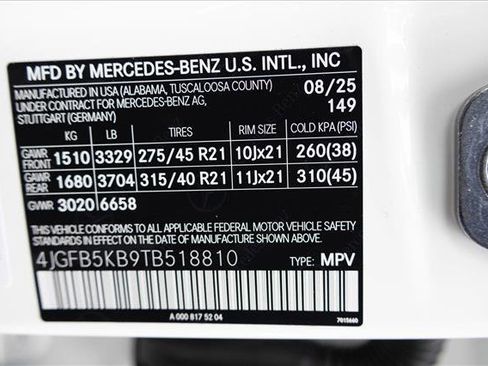 MFD BY MERCEDES-BENZ U.S. INTL., INC
MANUFACTURED IN USA (ALABAMA, TUSCALOOSA COUNTY) 08/25
UNDER CONTRACT FOR MERCEDES-BENZ AG, 149
STUTTGART (GERMANY)
KG LB TIRES RIM SIZE COLD KPA (PSI)
GAWR FRONT 1510 3329 275/45 R21 10Jx21 260(38)
GAWR REAR 1680 3704 315/40 R21 11Jx21 310(45)
GVWR 3020 6658
THIS VEHICLE CONFORMS TO ALL APPLICABLE FEDERAL MOTOR VEHICLE SAFETY
STANDARDS IN EFFECT ON THE DATE OF MANUFACTURE SHOWN ABOVE.
4JGFB5KB9TB518810 TYPE: MPV
A 000 817 52 04
7015660